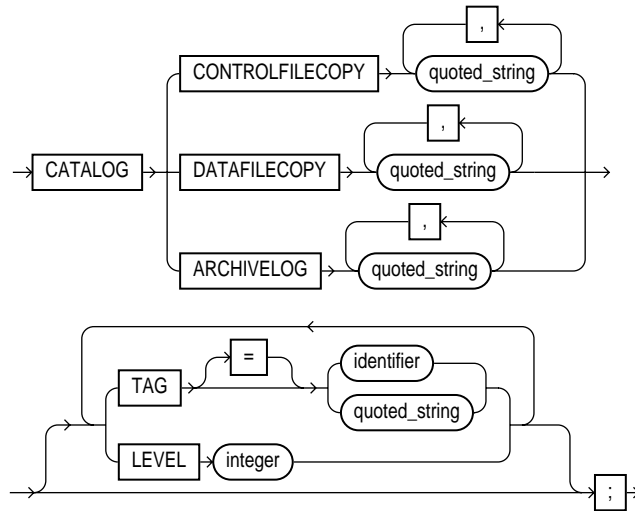 ,
CONTROLFILECOPY quoted_string
,
CATALOG DATAFILECOPY quoted_string
,
ARCHIVELOG quoted_string
= identifier
TAG
quoted_string
LEVEL integer
;